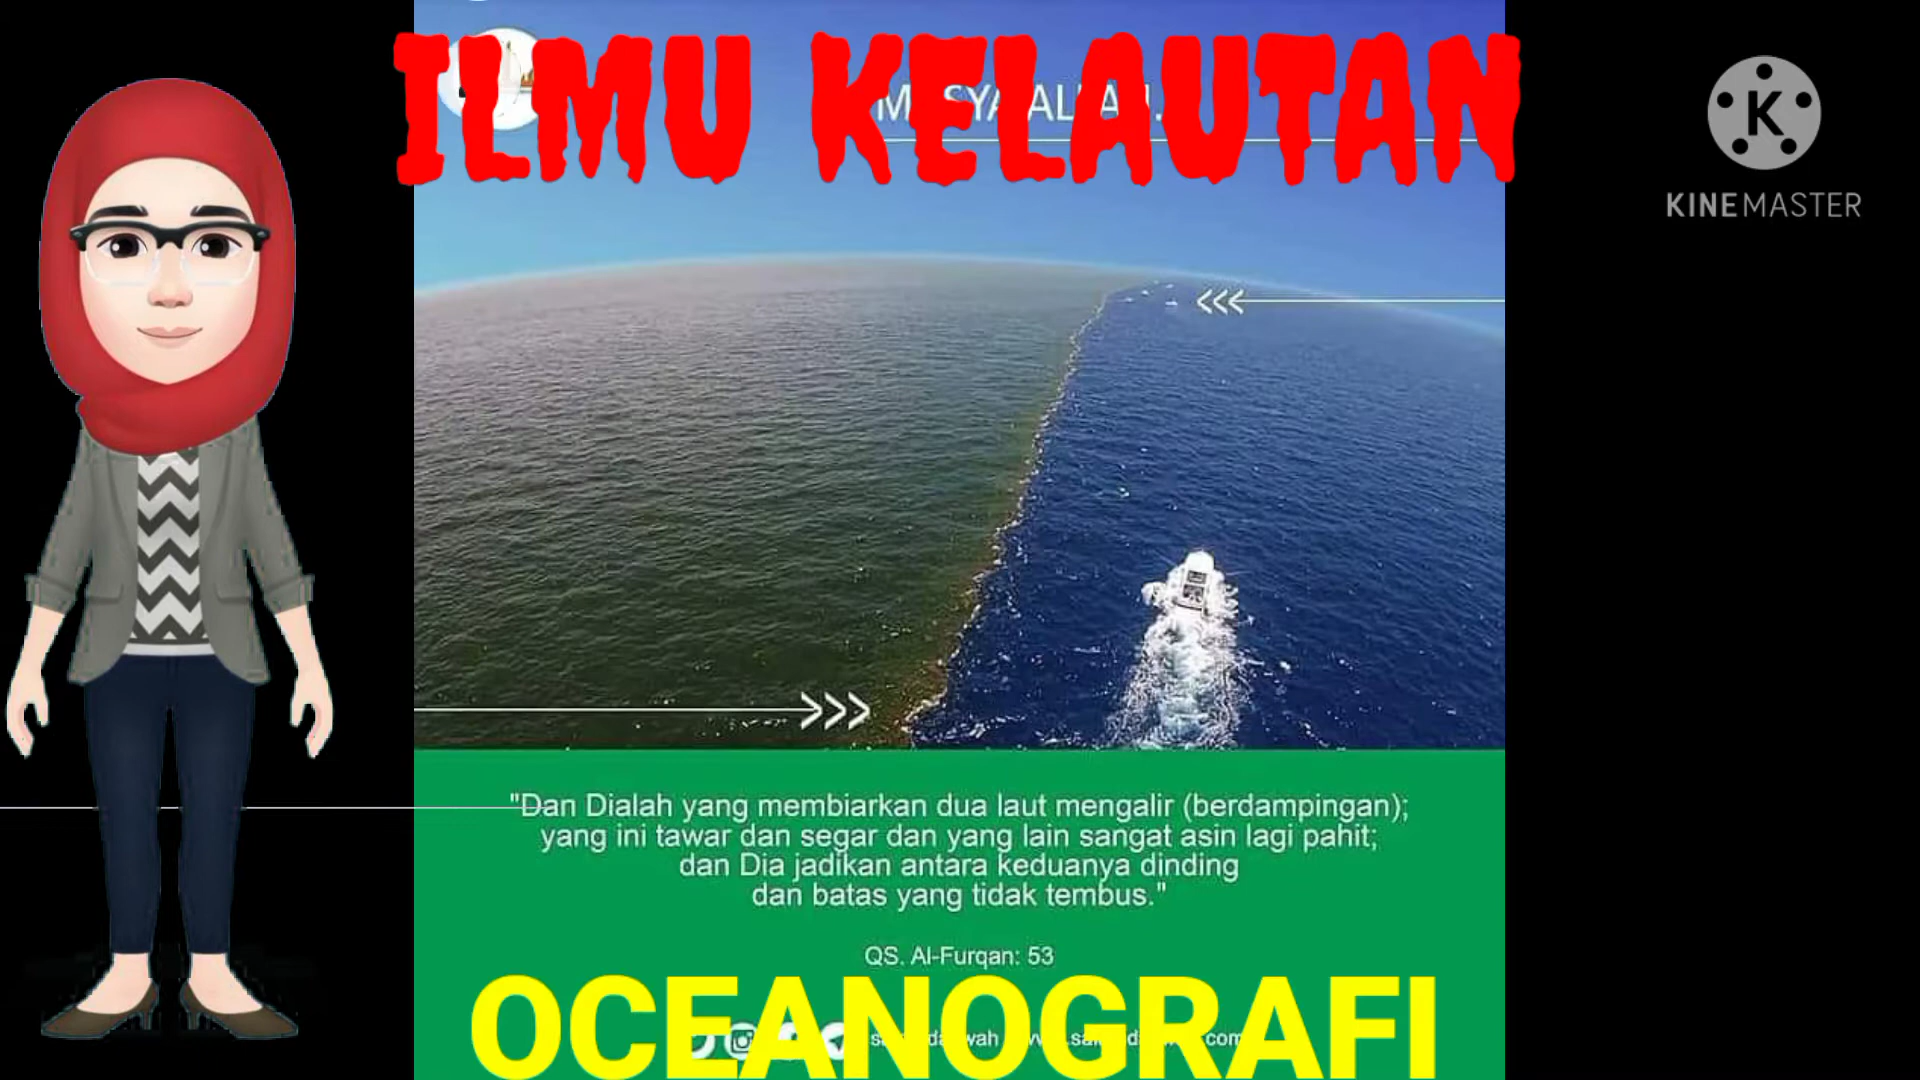 ILMU KELAUTAN
K
KINEMASTER
"Dan Dialah yang membiarkan dua laut mengalir (berdampingan);
yang ini tawar dan segar dan yang lain sangat asin lagi pahit;
dan Dia jadikan antara keduanya dinding
dan batas yang tidak tembus."
QS. Al-Furqan: 53
OCEANOGRAFI